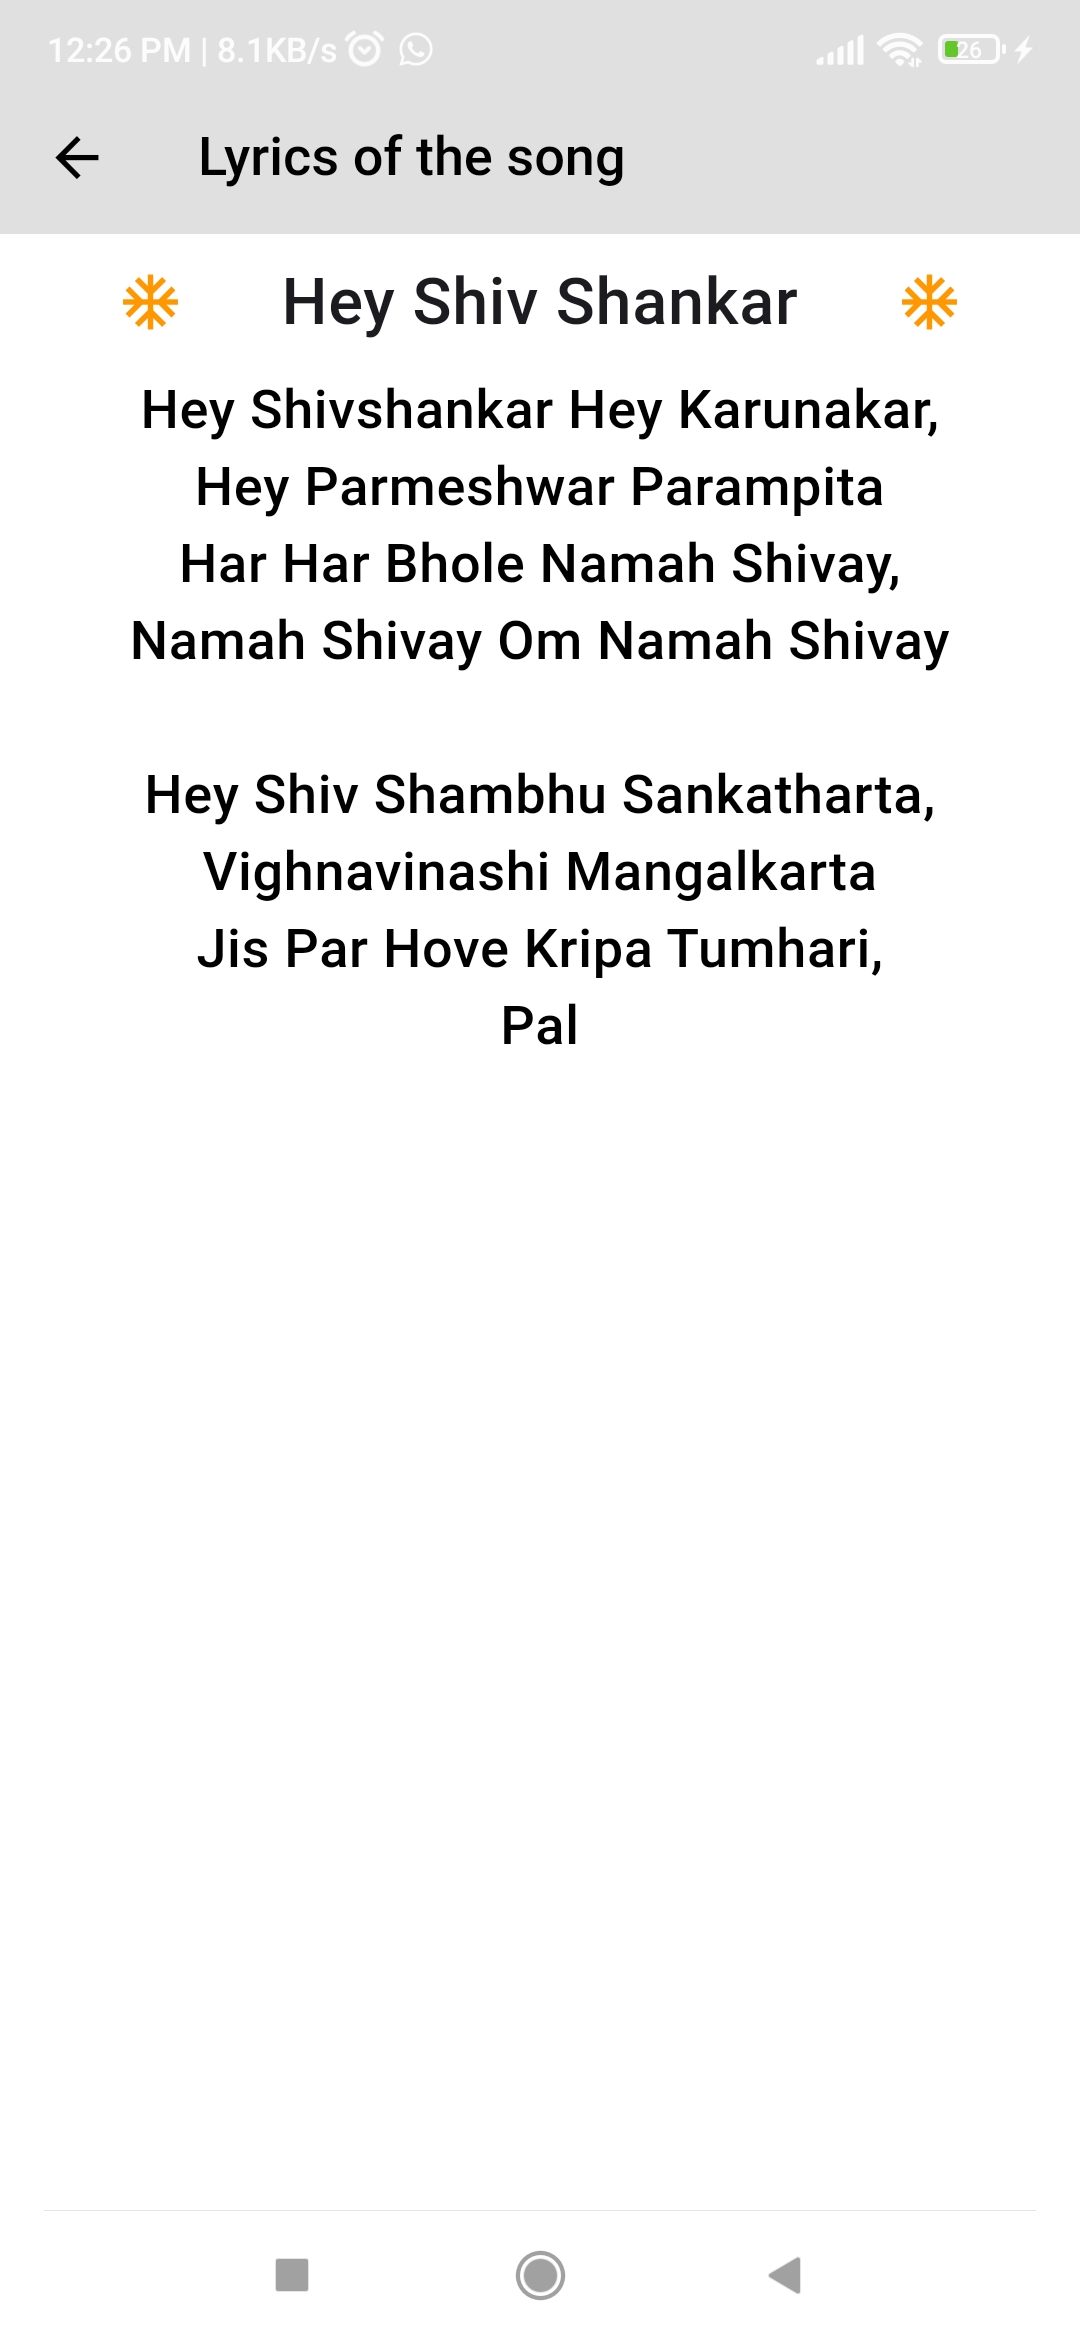 12:26 PM | 8.1KB/s
26
Lyrics of the song
Hey Shiv Shankar
Hey Shivshankar Hey Karunakar,
Hey Parmeshwar Parampita
Har Har Bhole Namah Shivay,
Namah Shivay Om Namah Shivay
Hey Shiv Shambhu Sankatharta,
Vighnavinashi Mangalkarta
Jis Par Hove Kripa Tumhari,
Pal